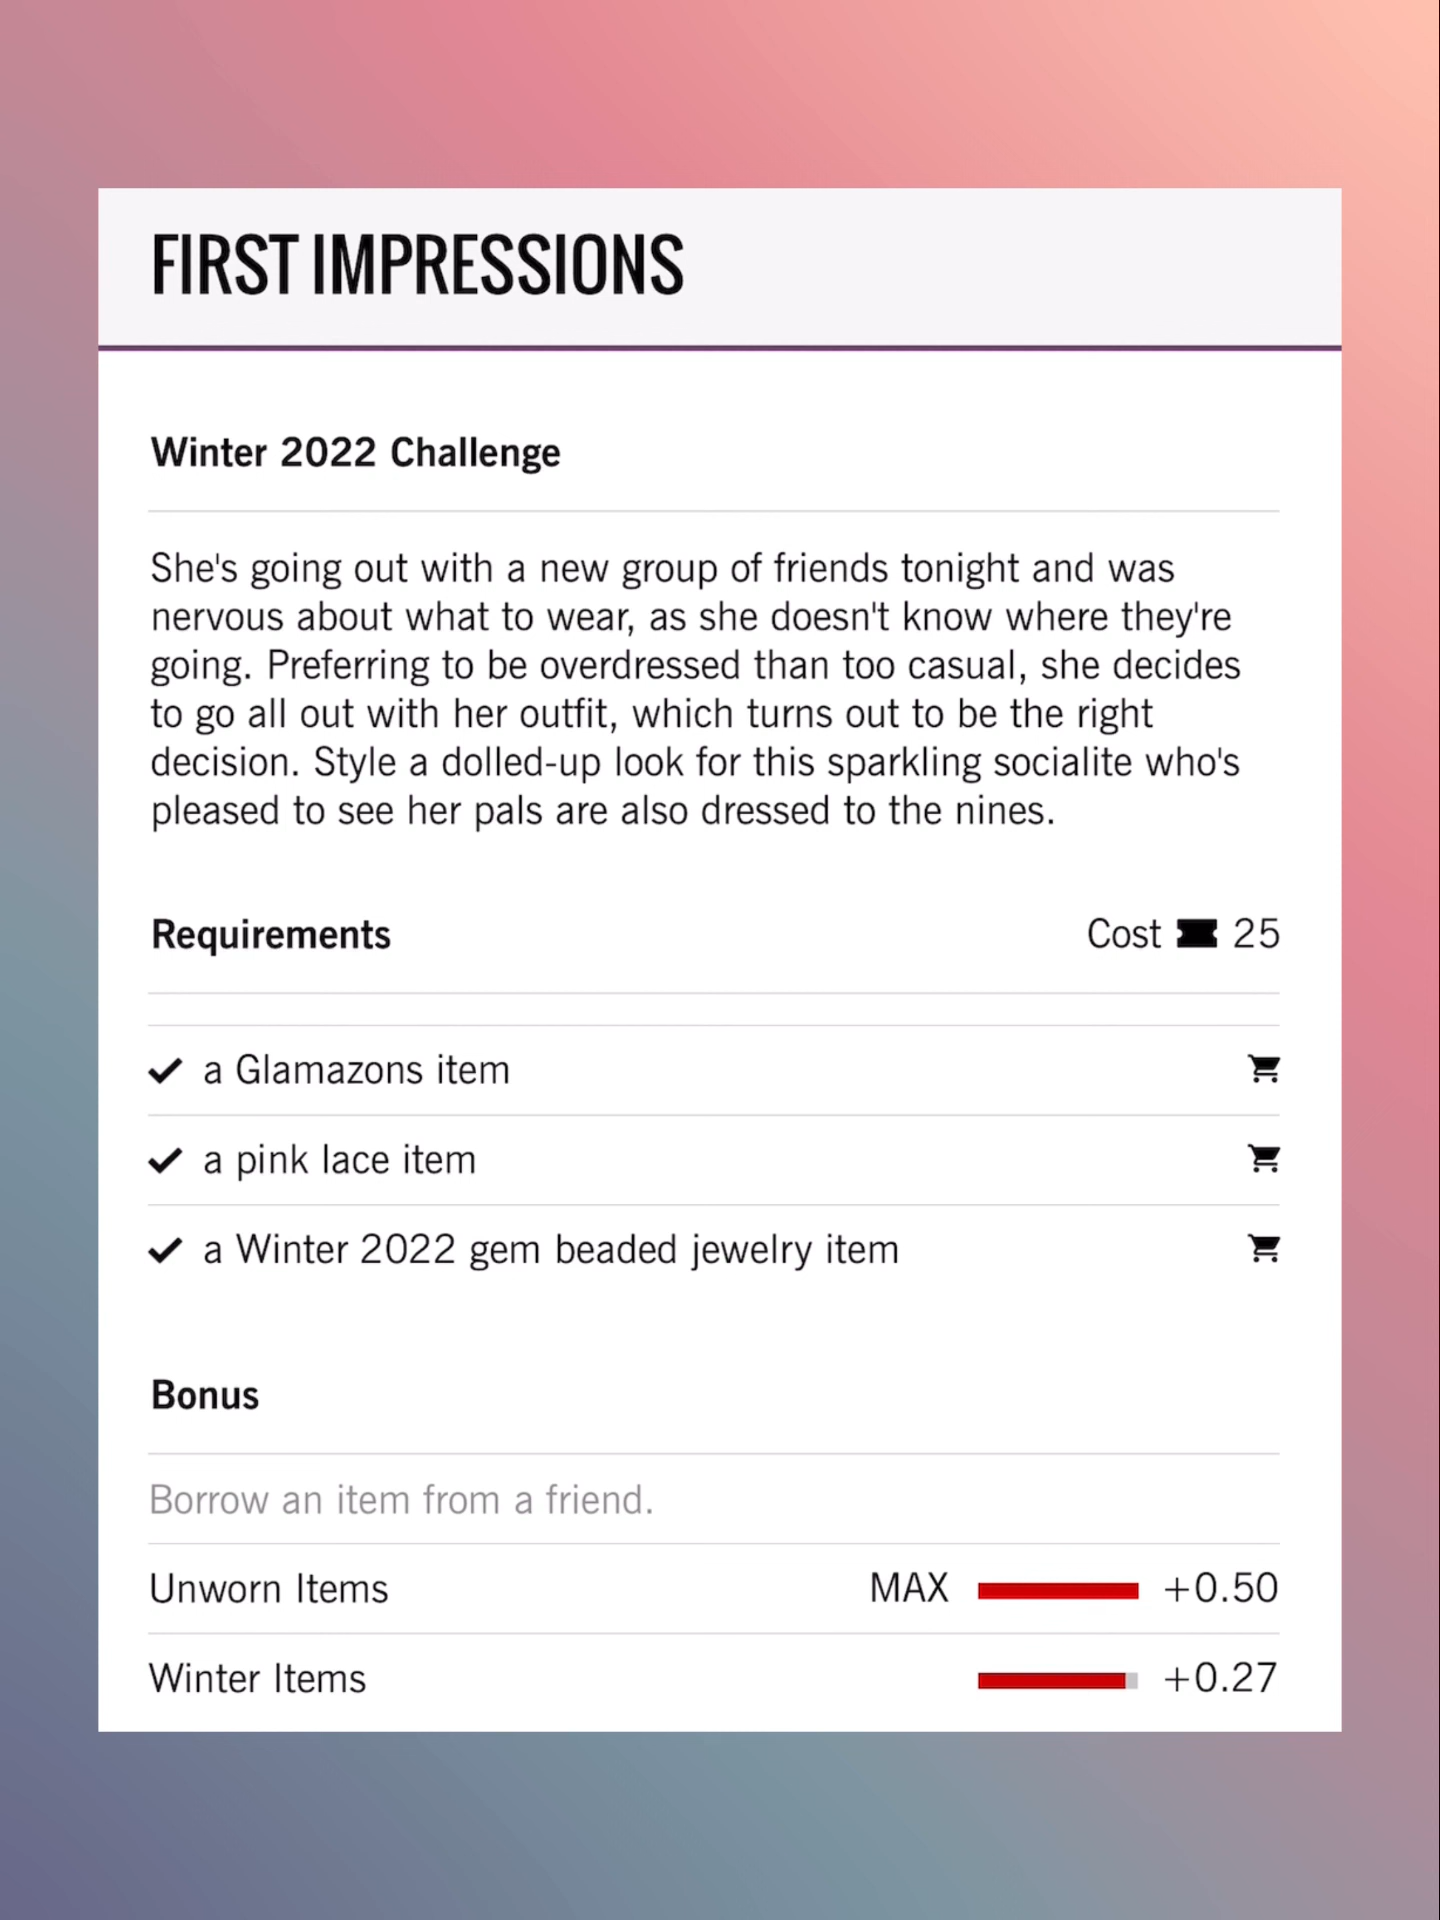 FIRST IMPRESSIONS
Winter 2022 Challenge
She's going out with a new group of friends tonight and was
nervous about what to wear, as she doesn't know where they're
going. Preferring to be overdressed than too casual, she decides
to go all out with her outfit, which turns out to be the right
decision. Style a dolled-up look for this sparkling socialite who's
pleased to see her pals are also dressed to the nines.
Requirements Cost 25
a Glamazons item
a pink lace item
a Winter 2022 gem beaded jewelry item
Bonus
Borrow an item from a friend.
Unworn Items MAX +0.50
Winter Items +0.27